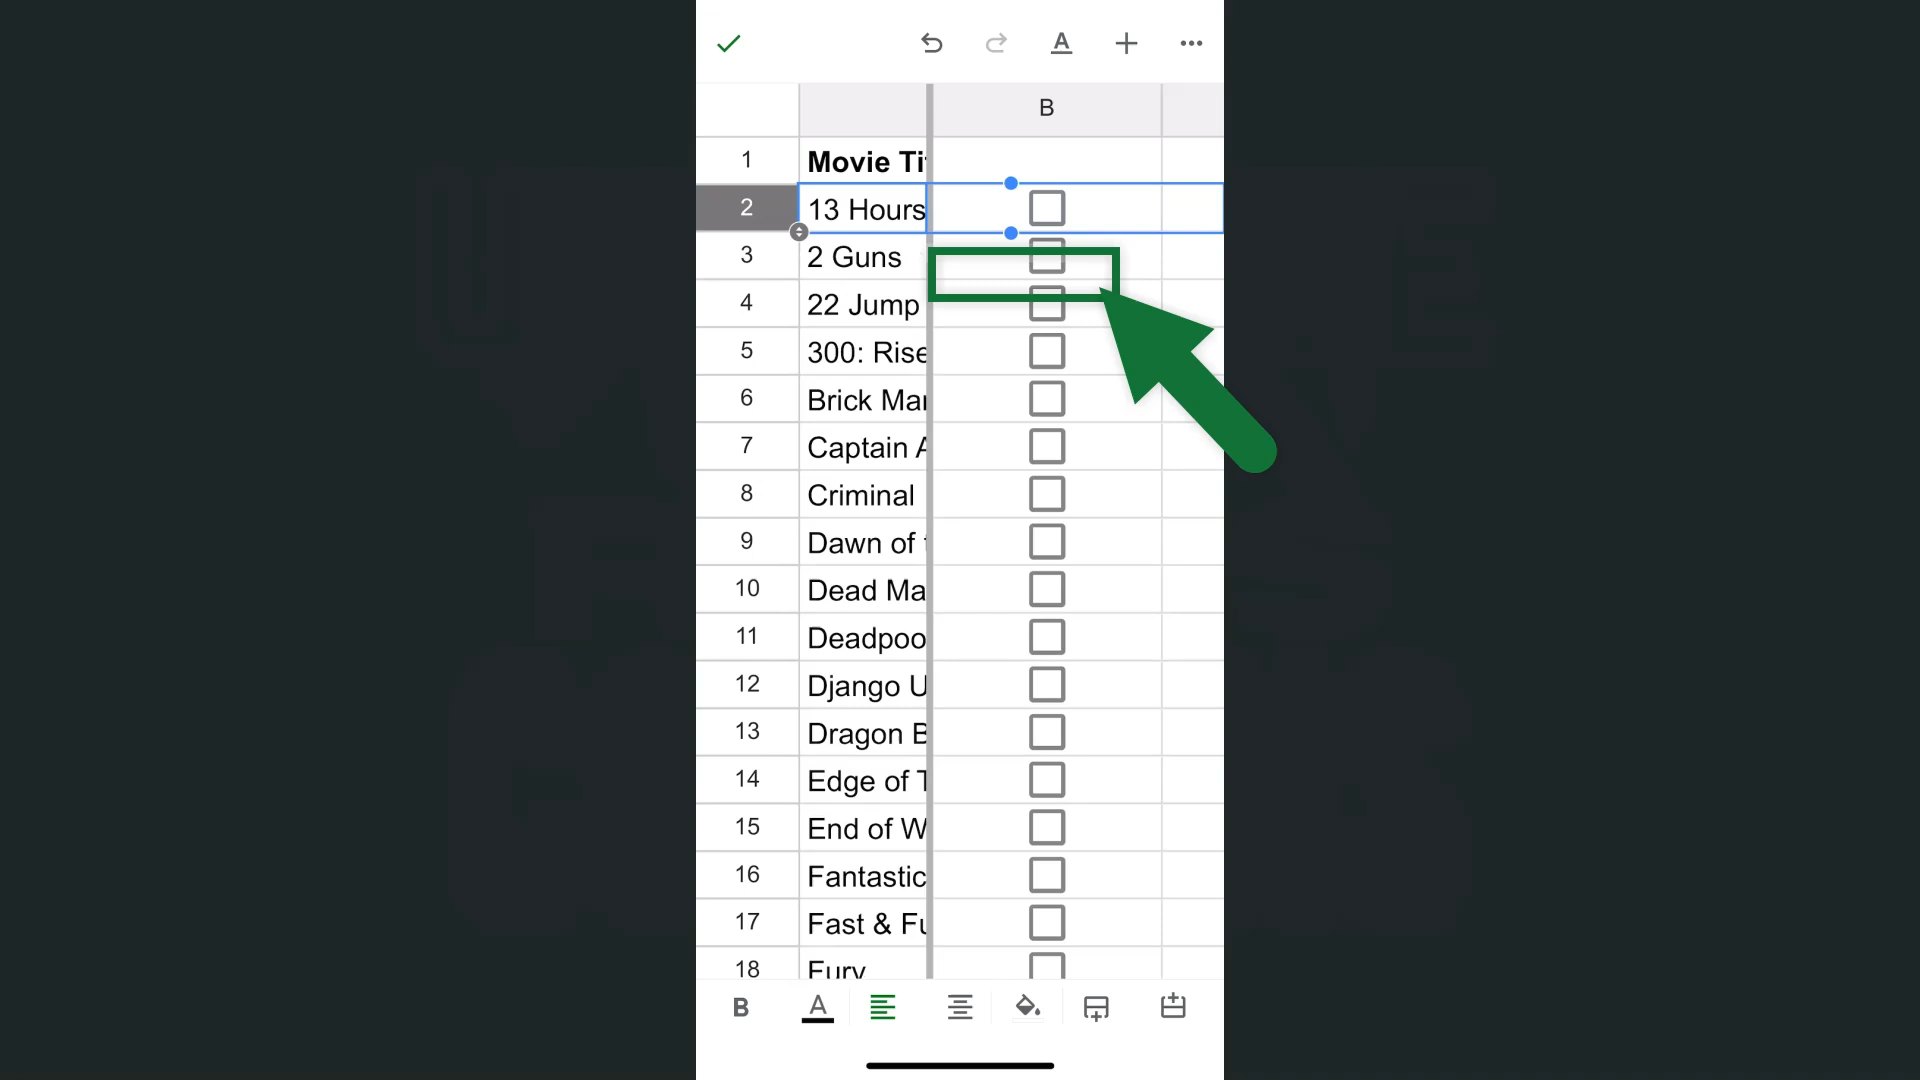 A
B
1 Movie Ti
2 13 Hours
3 2 Guns
4 22 Jump
5 300: Rise
6 Brick Mar
7 Captain A
8 Criminal
9 Dawn of t
10 Dead Ma
11 Deadpoo
12 Django U
13 Dragon B
14 Edge of T
15 End of W
16 Fantastic
17 Fast & Fu
18 Fury
B A